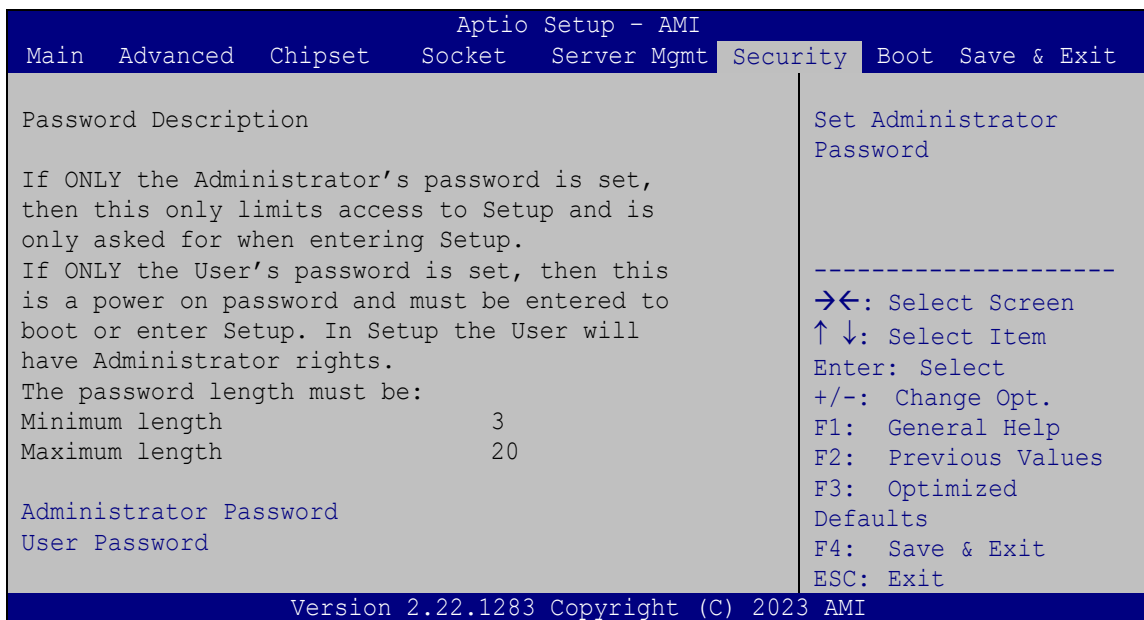 Aptio Setup – AMI
Main Advanced Chipset Socket Server Mgmt Security Boot Save & Exit
Password Description
If ONLY the Administrator’s password is set,
then this only limits access to Setup and is
only asked for when entering Setup.
If ONLY the User’s password is set, then this
is a power on password and must be entered to
boot or enter Setup. In Setup the User will
have Administrator rights.
The password length must be:
Minimum length 3
Maximum length 20
Administrator Password
User Password
Set Administrator
Password
---------------------
→←: Select Screen
↑ ↓: Select Item
Enter: Select
+/-: Change Opt.
F1: General Help
F2: Previous Values
F3: Optimized
Defaults
F4: Save & Exit
ESC: Exit
Version 2.22.1283 Copyright (C) 2023 AMI